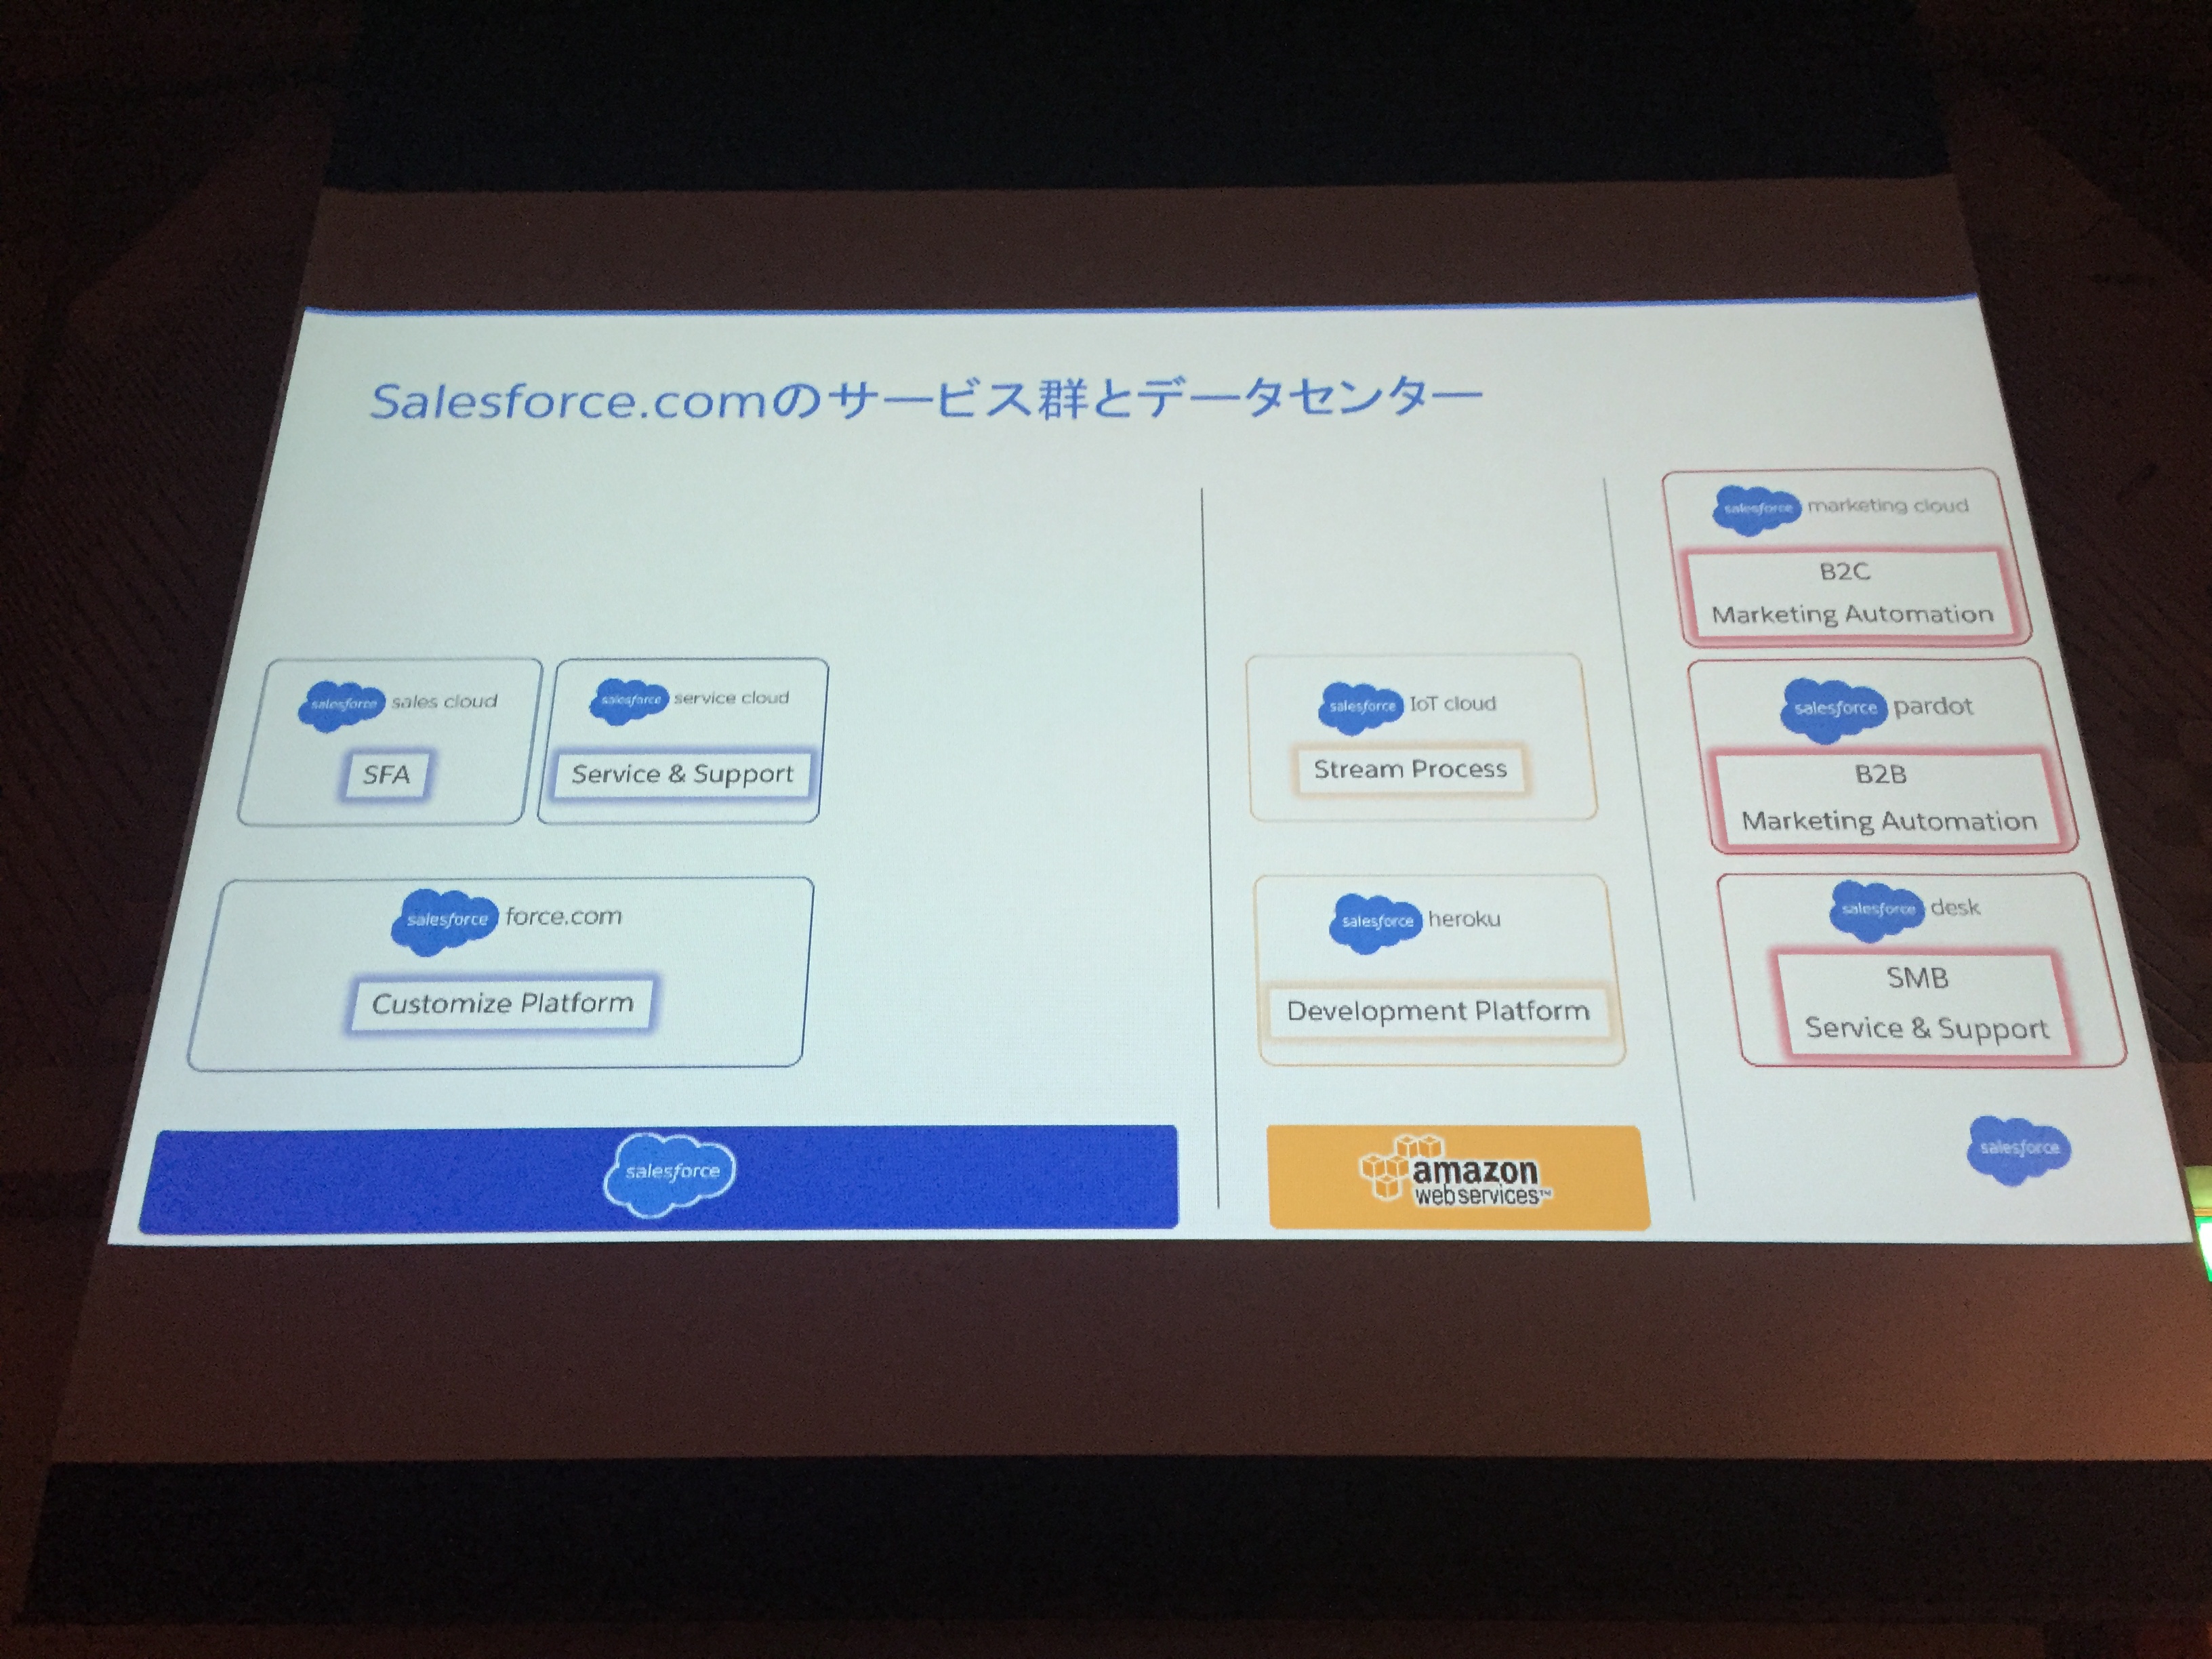 Salesforce.comのサービス群とデータセンター
salesforce sales cloud
SFA
salesforce service cloud
Service & Support
salesforce force.com
Customize Platform
salesforce
salesforce IoT cloud
Stream Process
salesforce heroku
Development Platform
amazon
webservices™
salesforce marketing cloud
B2C
Marketing Automation
salesforce pardot
B2B
Marketing Automation
salesforce desk
SMB
Service & Support
salesforce